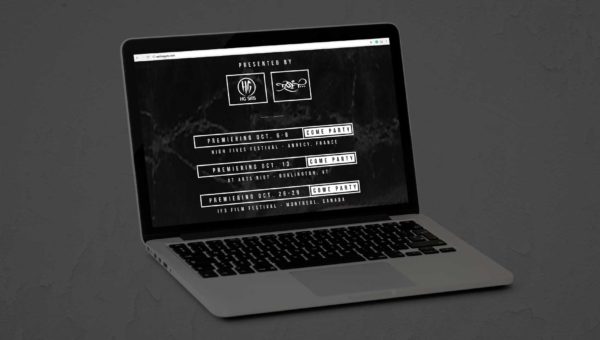 PRESENTED BY
HG
HG SKIS
PREMIERING OCT. 6-8
COME PARTY
HIGH FIVES FESTIVAL - ANNECY, FRANCE
PREMIERING OCT. 13
COME PARTY
AT ARTS RIOT - BURLINGTON, VT
PREMIERING OCT. 26-29
COME PARTY
IF3 FILM FESTIVAL - MONTREAL, CANADA